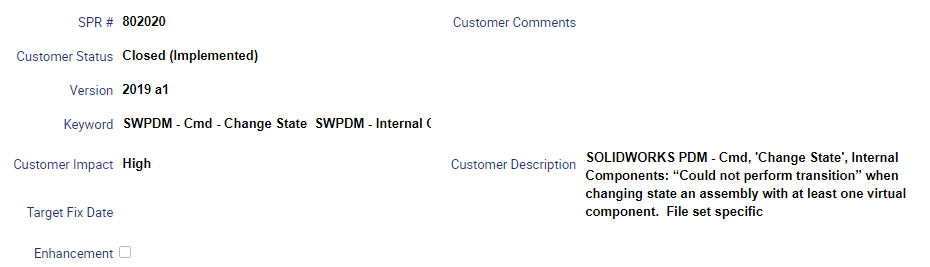 SPR # 802020
Customer Comments
Customer Status Closed (Implemented)
Version 2019 a1
Keyword SWPDM - Cmd - Change State SWPDM - Internal
Customer Impact High
Customer Description SOLIDWORKS PDM - Cmd, 'Change State', Internal
Components: “Could not perform transition” when
changing state an assembly with at least one virtual
component. File set specific
Target Fix Date
Enhancement